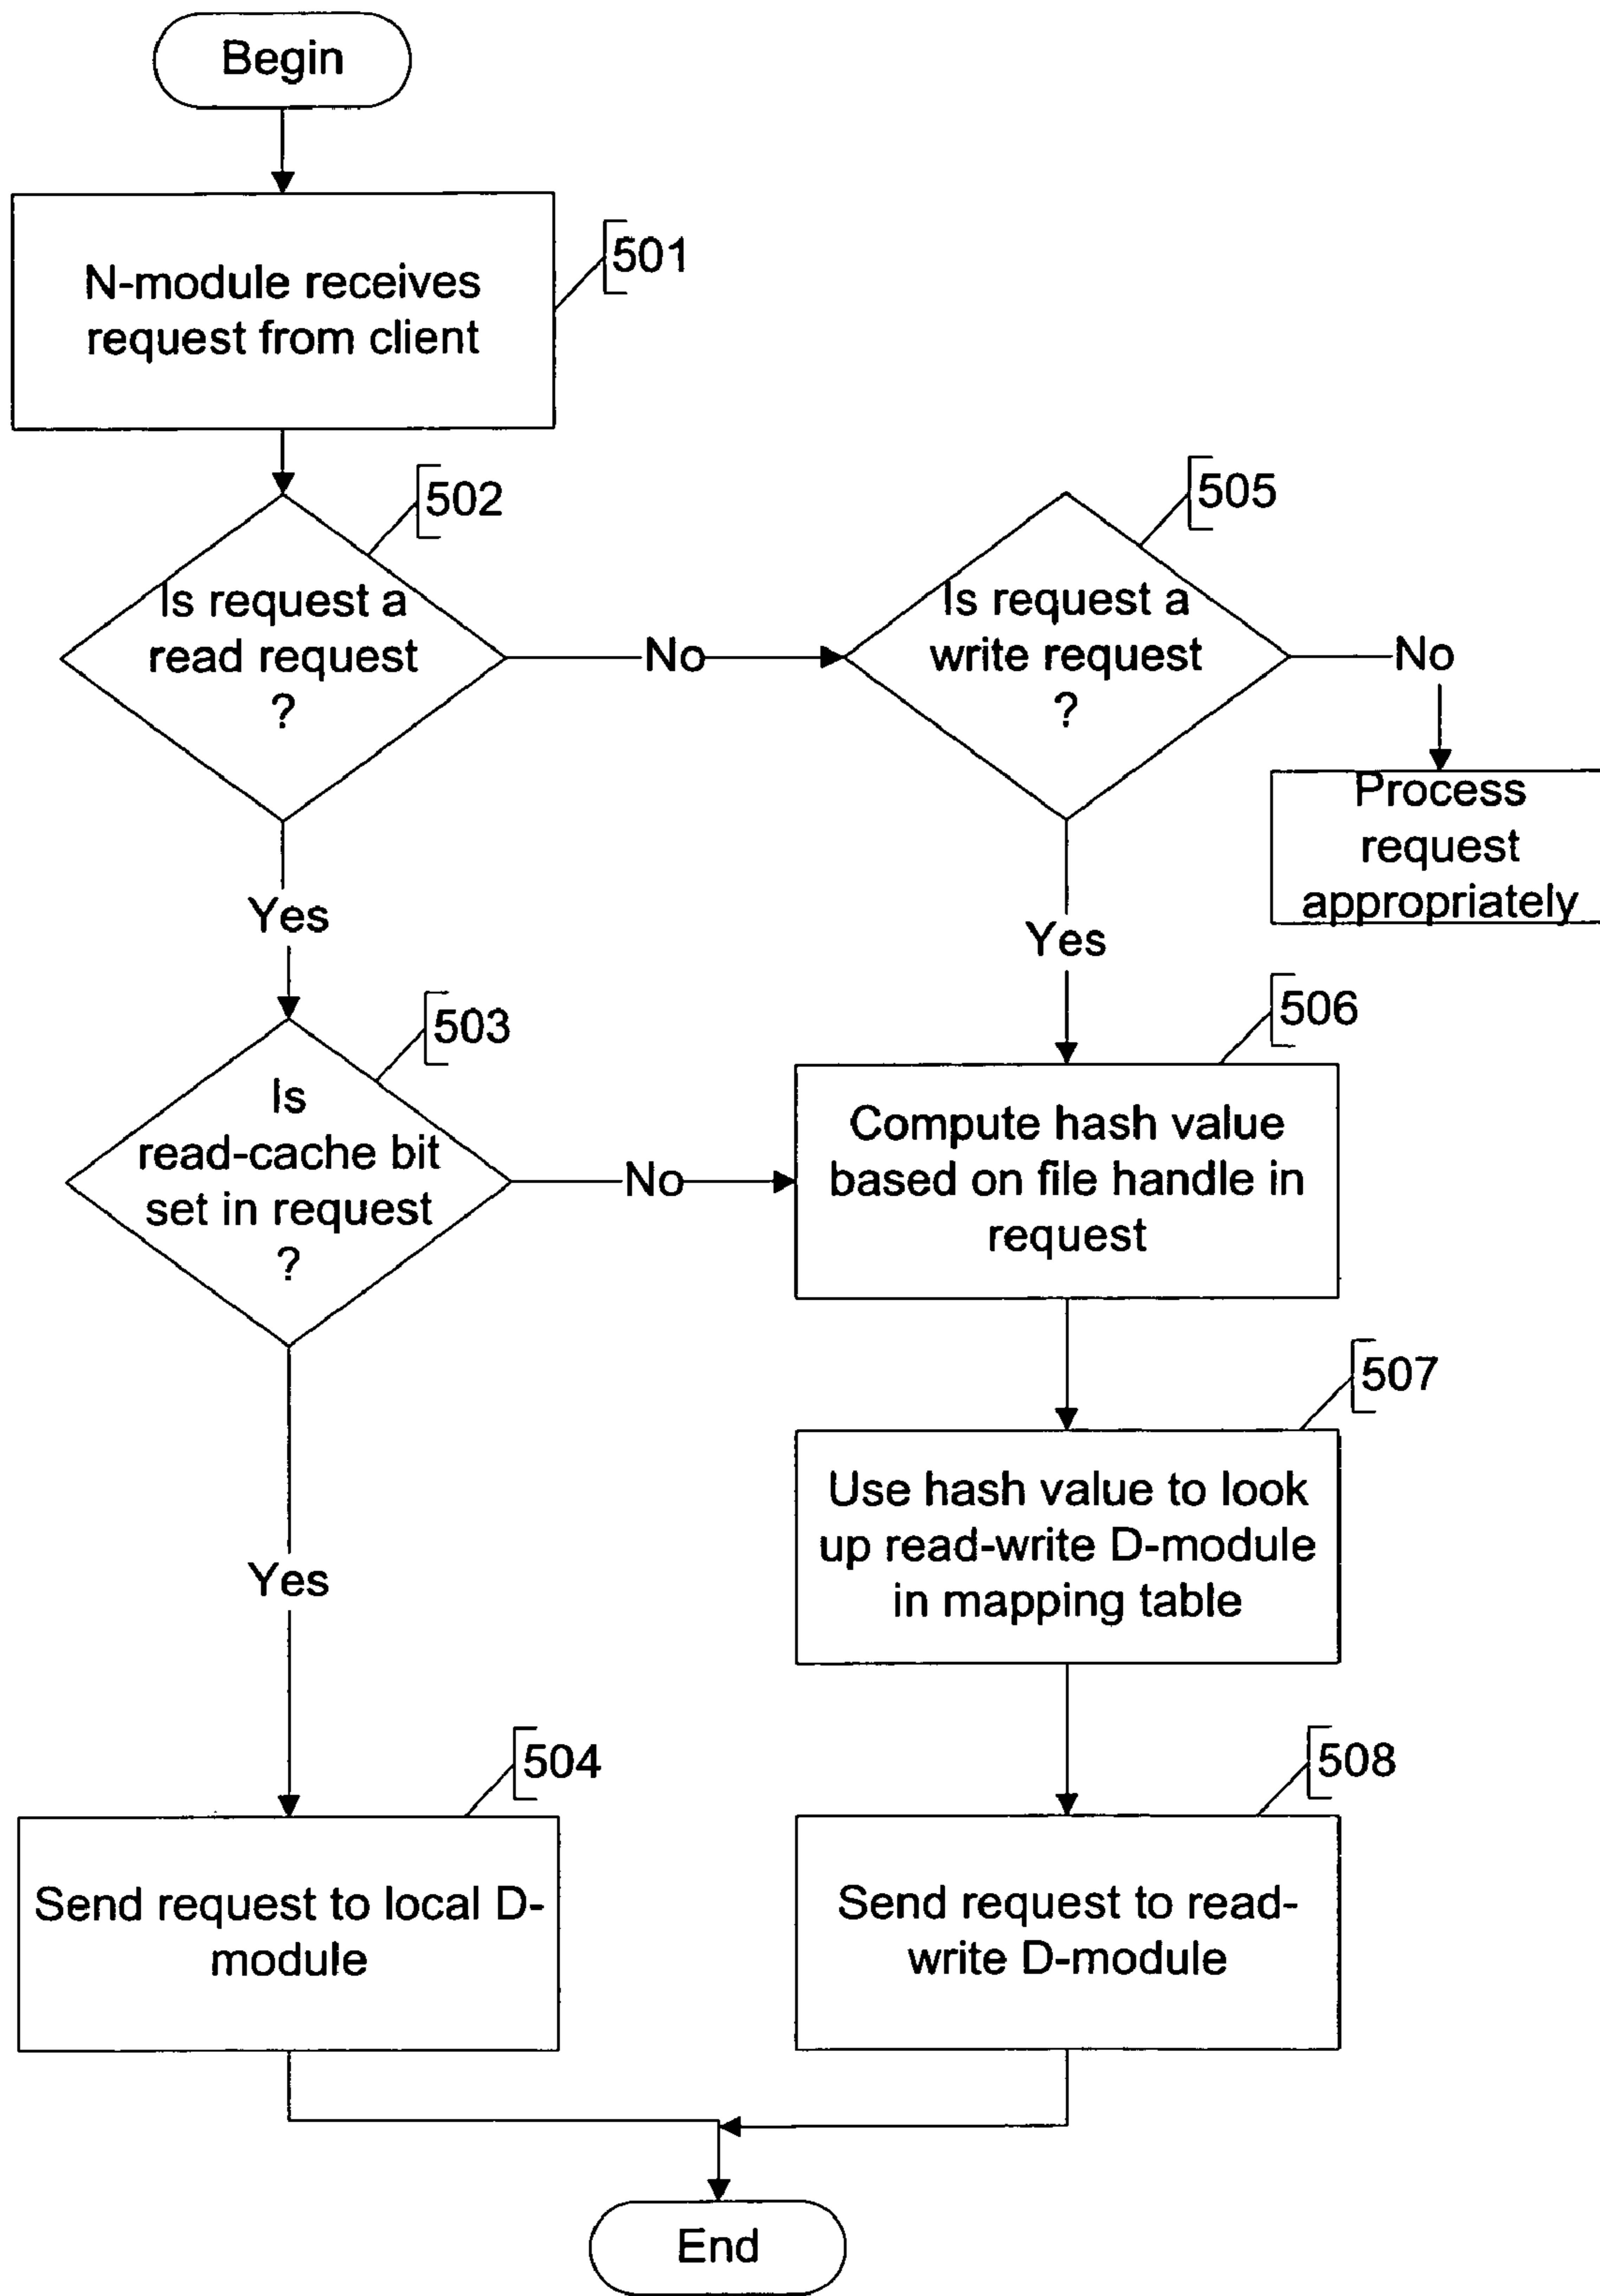 Begin
N-module receives
request from client
501
Is request a
read request
?
502
No
Is request a
write request
?
505
No
Process
request
appropriately
Yes
Yes
Is
read-cache bit
set in request
?
503
No
Compute hash value
based on file handle in
request
506
Use hash value to look
up read-write D-module
in mapping table
507
Yes
Send request to local D-
module
504
Send request to read-
write D-module
508
End